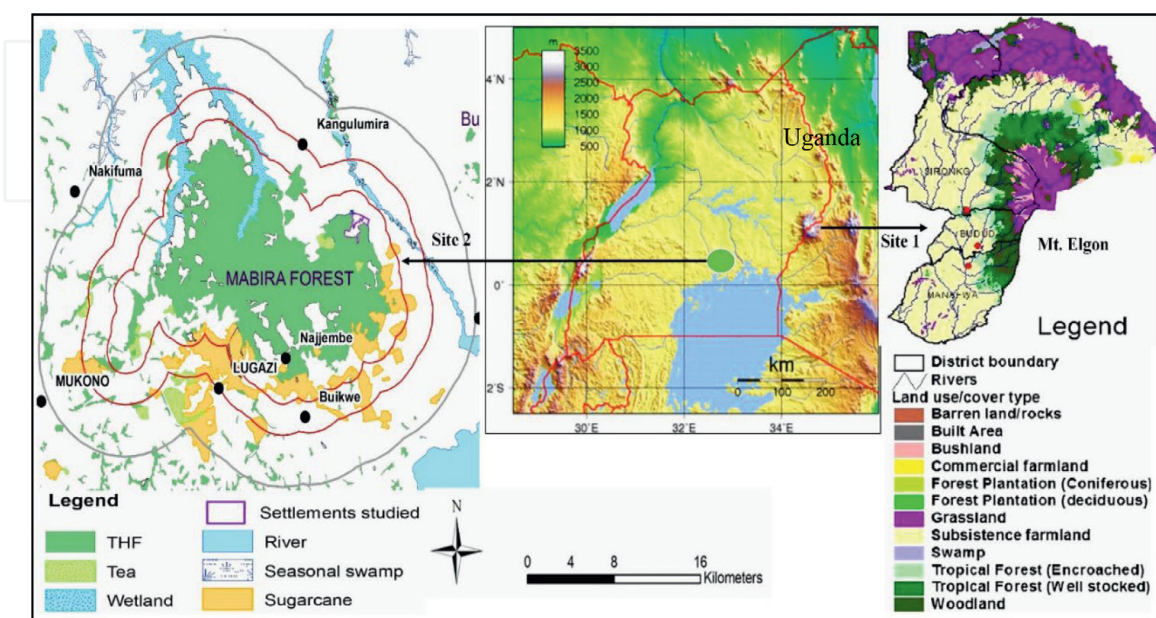 Kangulumira
Bu
Nakifuma
Site 2
MABIRA FOREST
Najjembe
LUGAZI
MUKONO
Buikwe
Legend
THF
Tea
Wetland
Settlements studied
River
Seasonal swamp
Sugarcane
N
0 4 8 16
Kilometers
m
3500
3000
2500
2000
1500
1000
500
4°N
2°N
0°
2°S
30°E 32°E 34°E
Uganda
km
0 100 200
Site 1
SIRONKO
BUDUD
MANAFWA
Mt. Elgon
Legend
District boundary
Rivers
Land use/cover type
Barren land/rocks
Built Area
Bushland
Commercial farmland
Forest Plantation (Coniferous)
Forest Plantation (deciduous)
Grassland
Subsistence farmland
Swamp
Tropical Forest (Encroached)
Tropical Forest (Well stocked)
Woodland